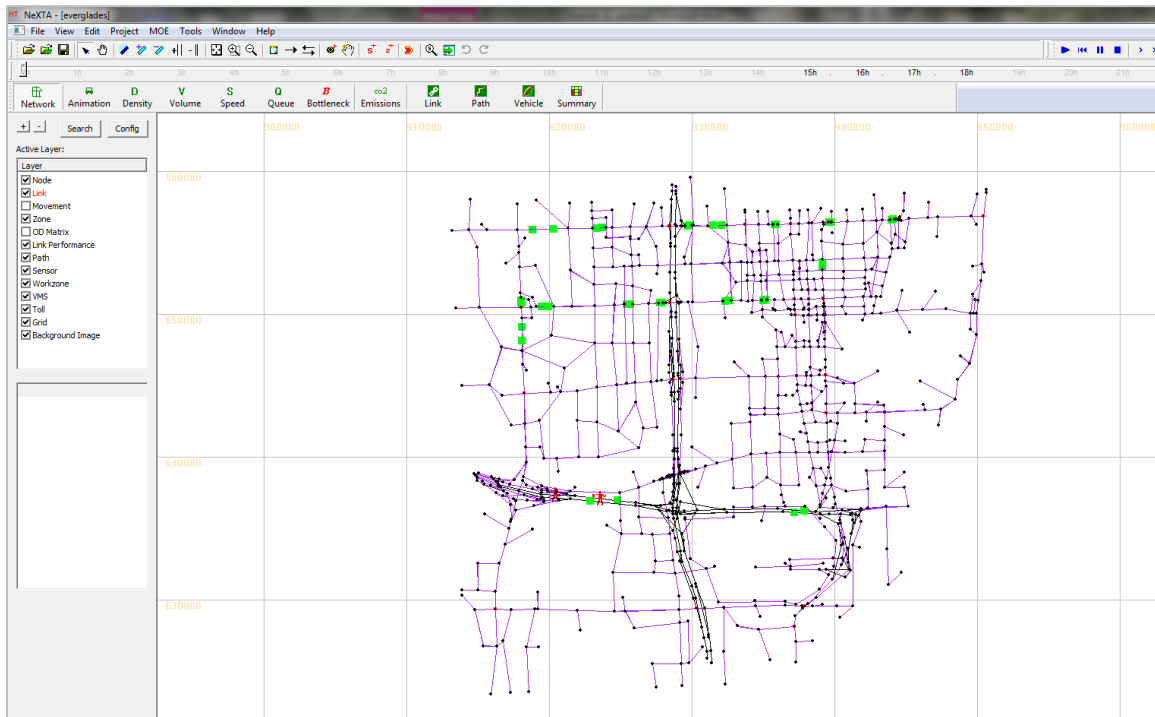 NeXTA - [everglades]
File View Edit Project MOE Tools Window Help
1h 2h 3h 4h 5h 6h 7h 8h 9h 10h 11h 12h 13h 14h 15h 16h 17h 18h 19h 20h 21h
Network Animation Density Volume Speed Queue Bottleneck Emissions Link Path Vehicle Summary
D V S Q B co2
+ - Search Config
Active Layer:
Layer
Node
Link
Movement
Zone
OD Matrix
Link Performance
Path
Sensor
Workzone
VMS
Toll
Grid
Background Image
900000 910000 920000 930000 940000 950000 960000
660000
650000
640000
630000